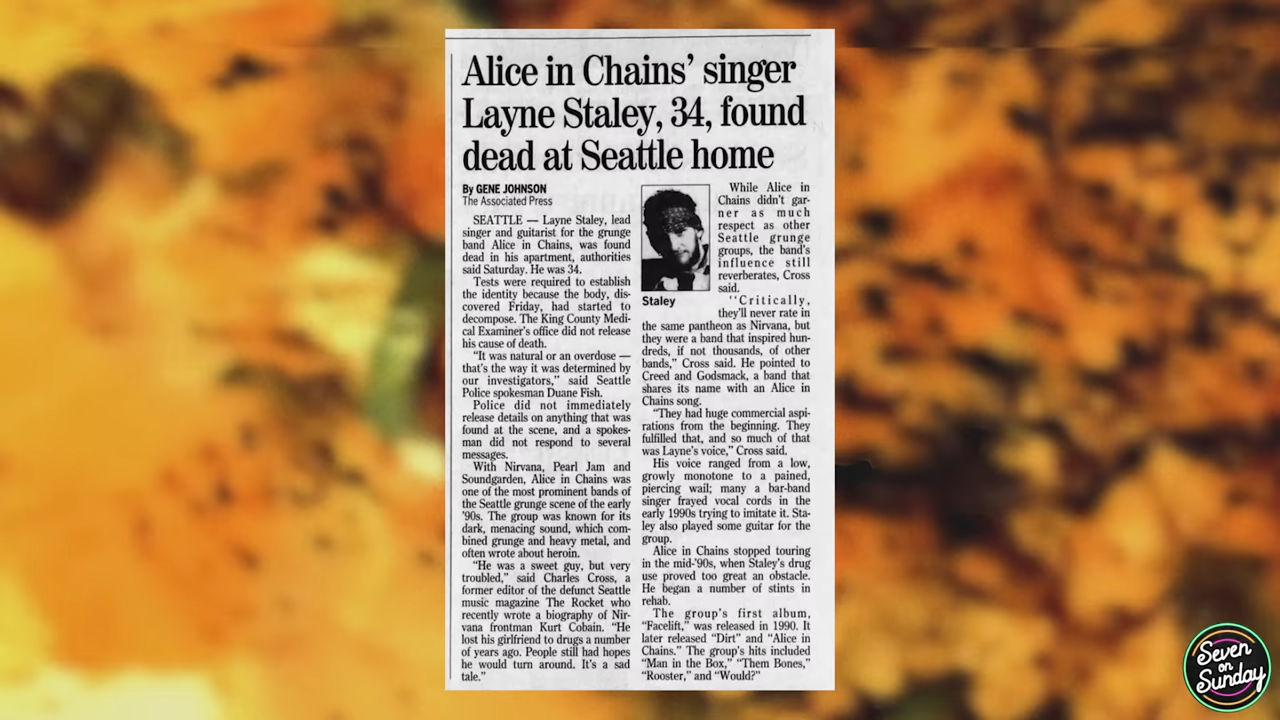 Alice in Chains’ singer
Layne Staley, 34, found
dead at Seattle home
By GENE JOHNSON
The Associated Press
SEATTLE — Layne Staley, lead
singer and guitarist for the grunge
band Alice in Chains, was found
dead in his apartment, authorities
said Saturday. He was 34.
Tests were required to establish
the identity because the body, dis-
covered Friday, had started to
decompose. The King County Medi-
cal Examiner's office did not release
his cause of death.
“It was natural or an overdose —
that's the way it was determined by
our investigators,” said Seattle
Police spokesman Duane Fish.
Police did not immediately
release details on anything that was
found at the scene, and a spokes-
man did not respond to several
messages.
With Nirvana, Pearl Jam and
Soundgarden, Alice in Chains was
one of the most prominent bands of
the Seattle grunge scene of the early
’90s. The group was known for its
dark, menacing sound, which com-
bined grunge and heavy metal, and
often wrote about heroin.
“He was a sweet guy, but very
troubled,” said Charles Cross, a
former editor of the defunct Seattle
music magazine The Rocket who
recently wrote a biography of Nir-
vana frontman Kurt Cobain. “He
lost his girlfriend to drugs a number
of years ago. People still had hopes
he would turn around. It's a sad
tale.”
Staley
While Alice in
Chains didn't gar-
ner as much
respect as other
Seattle grunge
groups, the band's
influence still
reverberates, Cross
said.
“Critically,
they'll never rate in
the same pantheon as Nirvana, but
they were a band that inspired hun-
dreds, if not thousands, of other
bands,” Cross said. He pointed to
Creed and Godsmack, a band that
shares its name with an Alice in
Chains song.
“They had huge commercial aspi-
rations from the beginning. They
fulfilled that, and so much of that
was Layne's voice,” Cross said.
His voice ranged from a low,
growly monotone to a pained,
piercing wail; many a bar-band
singer frayed vocal cords in the
early 1990s trying to imitate it. Sta-
ley also played some guitar for the
group.
Alice in Chains stopped touring
in the mid-’90s, when Staley's drug
use proved too great an obstacle.
He began a number of stints in
rehab.
The group's first album,
“Facelift,” was released in 1990. It
later released “Dirt” and “Alice in
Chains.” The group's hits included
“Man in the Box,” “Them Bones,”
“Rooster,” and “Would?”
Seven
on
Sunday